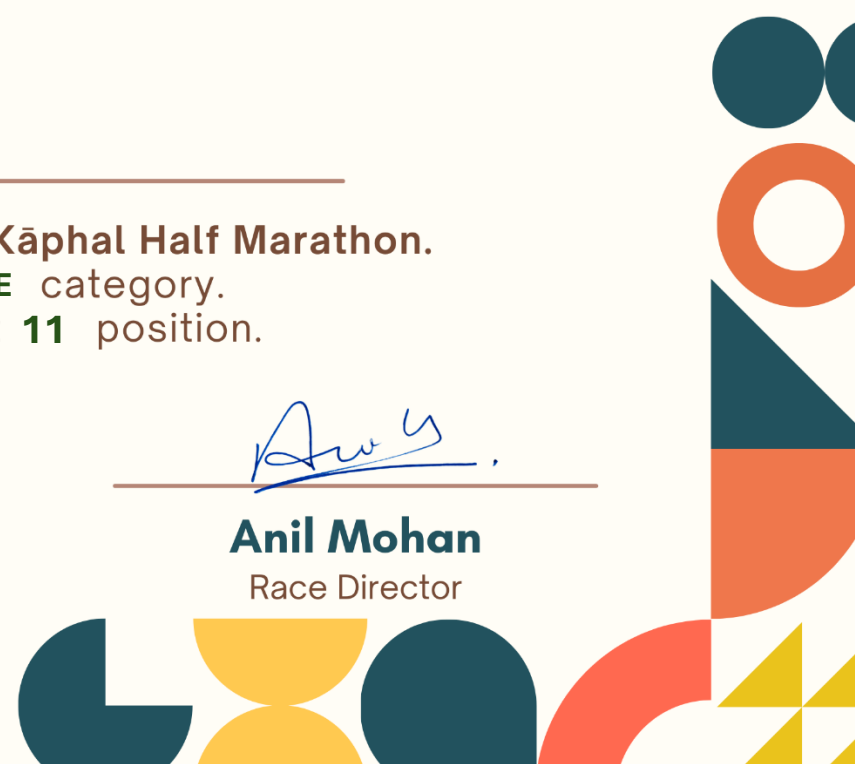 Kāphal Half Marathon.
E category.
11 position.
Anil Mohan
Race Director